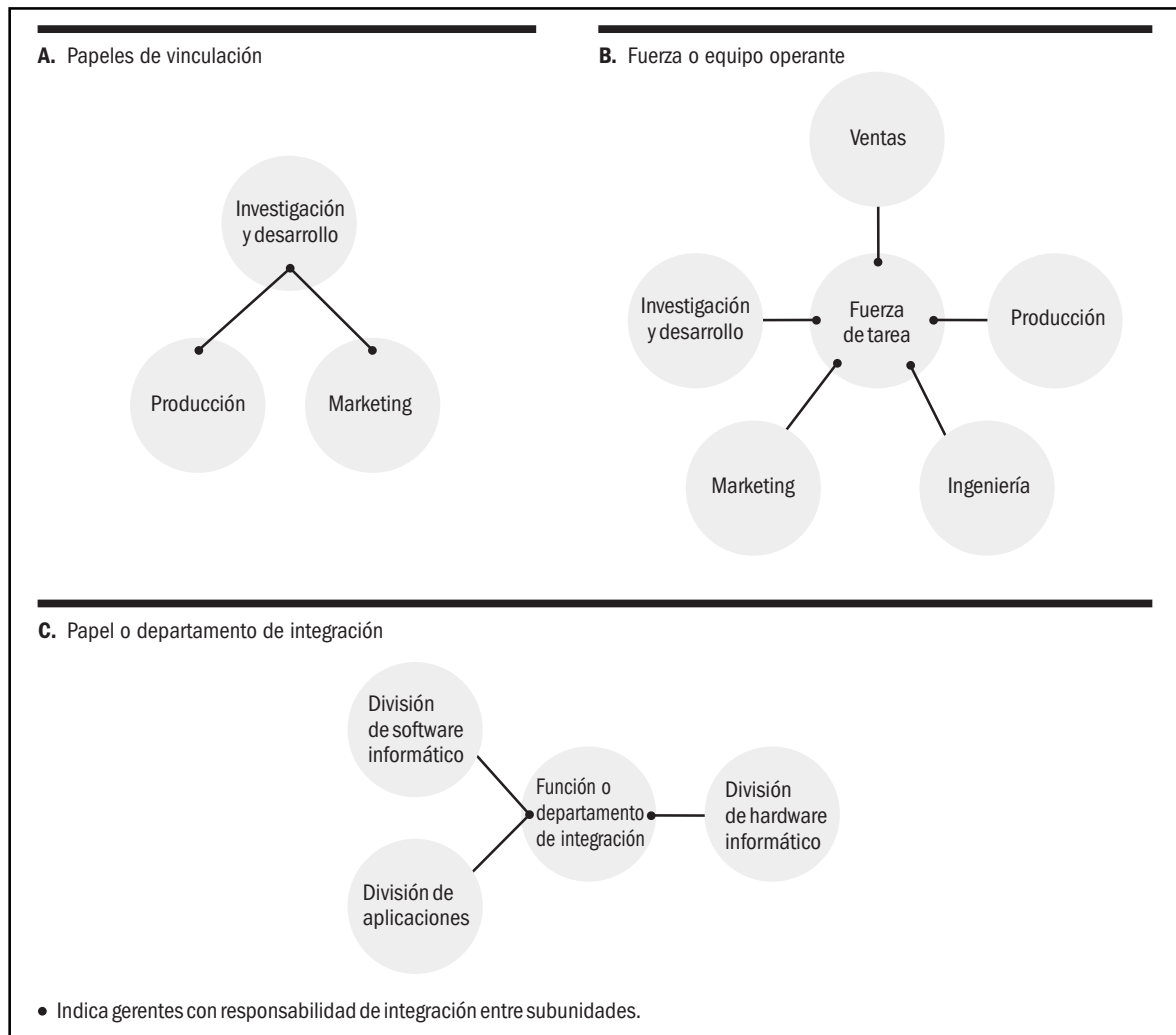 A. Papeles de vinculación
Investigación
y desarrollo
Producción
Marketing
B. Fuerza o equipo operante
Ventas
Investigación
y desarrollo
Fuerza
de tarea
Producción
Marketing
Ingeniería
C. Papel o departamento de integración
División
de software
informático
Función o
departamento
de integración
División
de hardware
informático
División de
aplicaciones
• Indica gerentes con responsabilidad de integración entre subunidades.